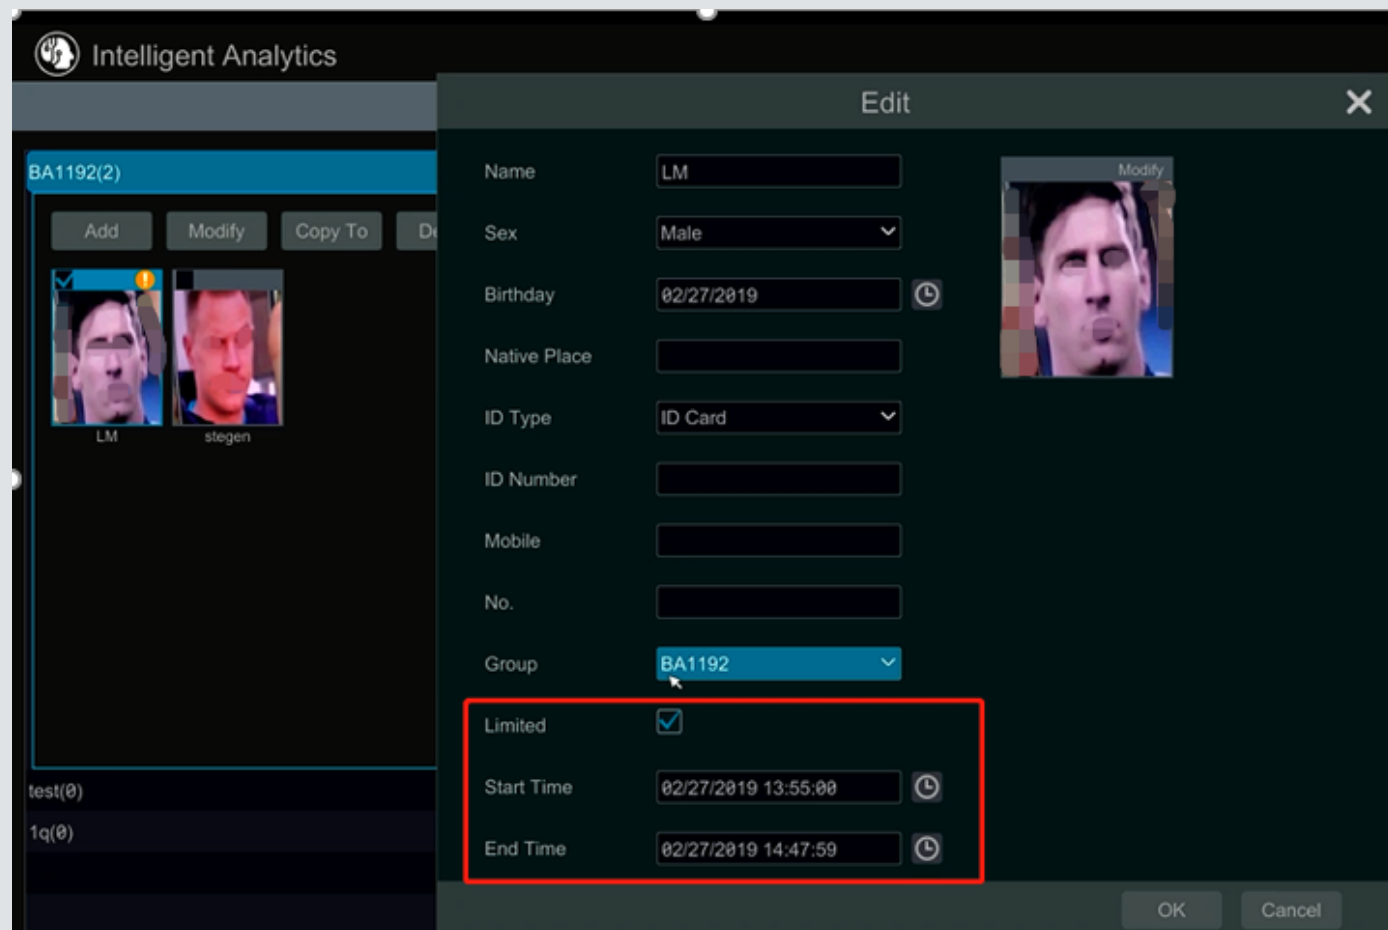 Intelligent Analytics
Edit
BA1192(2)
Add Modify Copy To
LM
stegen
test(0)
1q(0)
Name LM
Modify
Sex Male
Birthday 02/27/2019
Native Place
ID Type ID Card
ID Number
Mobile
No.
Group BA1192
Limited
Start Time 02/27/2019 13:55:00
End Time 02/27/2019 14:47:59
OK Cancel